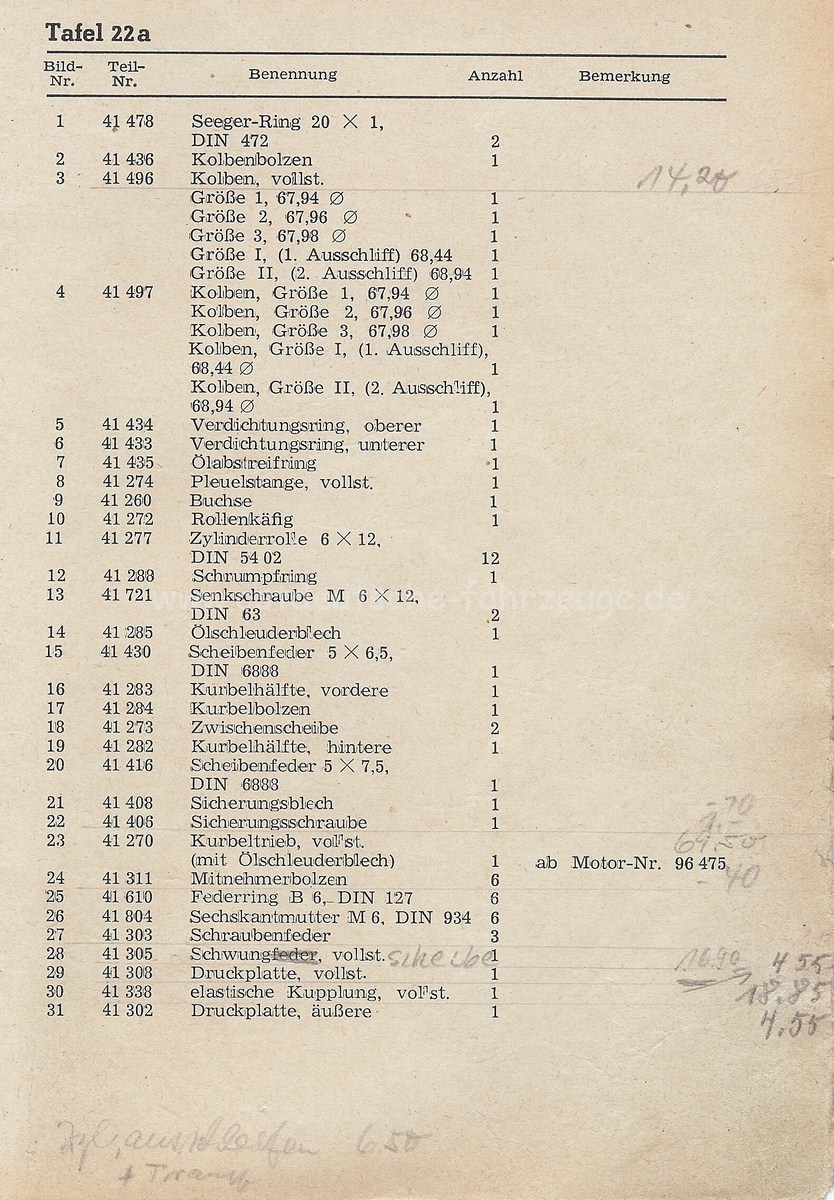 Tafel 22a
Bild-Nr. Teil-Nr. Benennung Anzahl Bemerkung
1 41 478 Seeger-Ring 20 × 1,
DIN 472 2
2 41 436 Kolbenbolzen 1
3 41 496 Kolben, vollst. 14,20
Größe 1, 67,94 ∅ 1
Größe 2, 67,96 ∅ 1
Größe 3, 67,98 ∅ 1
Größe I, (1. Ausschliff) 68,44 1
Größe II, (2. Ausschliff) 68,94 1
4 41 497 Kolben, Größe 1, 67,94 ∅ 1
Kolben, Größe 2, 67,96 ∅ 1
Kolben, Größe 3, 67,98 ∅ 1
Kolben, Größe I, (1. Ausschliff),
68,44 ∅ 1
Kolben, Größe II, (2. Ausschliff),
68,94 ∅ 1
5 41 434 Verdichtungsring, oberer 1
6 41 433 Verdichtungsring, unterer 1
7 41 435 Ölabstreifring 1
8 41 274 Pleuelstange, vollst. 1
9 41 260 Buchse 1
10 41 272 Rollenkäfig 1
11 41 277 Zylinderrolle 6 × 12,
DIN 54 02 12
12 41 288 Schrumpfring 1
13 41 721 Senkschraube M 6 × 12,
DIN 63 2
14 41 285 Ölschleuderblech 1
15 41 430 Scheibenfeder 5 × 6,5,
DIN 6888 1
16 41 283 Kurbelhälfte, vordere 1
17 41 284 Kurbelbolzen 1
18 41 273 Zwischenscheibe 2
19 41 282 Kurbelhälfte, hintere 1
20 41 416 Scheibenfeder 5 × 7,5,
DIN 6888 1
21 41 408 Sicherungsblech 1 -70
22 41 406 Sicherungsschraube 1 1,-
23 41 270 Kurbeltrieb, vollst. 69.50
(mit Ölschleuderblech) 1 ab Motor-Nr. 96 475
24 41 311 Mitnehmerbolzen 6 -40
25 41 610 Federring B 6, DIN 127 6
26 41 804 Sechskantmutter M 6, DIN 934 6
27 41 303 Schraubenfeder 3
28 41 305 Schwungfeder, vollst. scheibe 1 16.90 4 55
29 41 308 Druckplatte, vollst. 1
30 41 338 elastische Kupplung, vollst. 1 18.85
31 41 302 Druckplatte, äußere 1 4.55
Zyl, ausschleifen 6.50